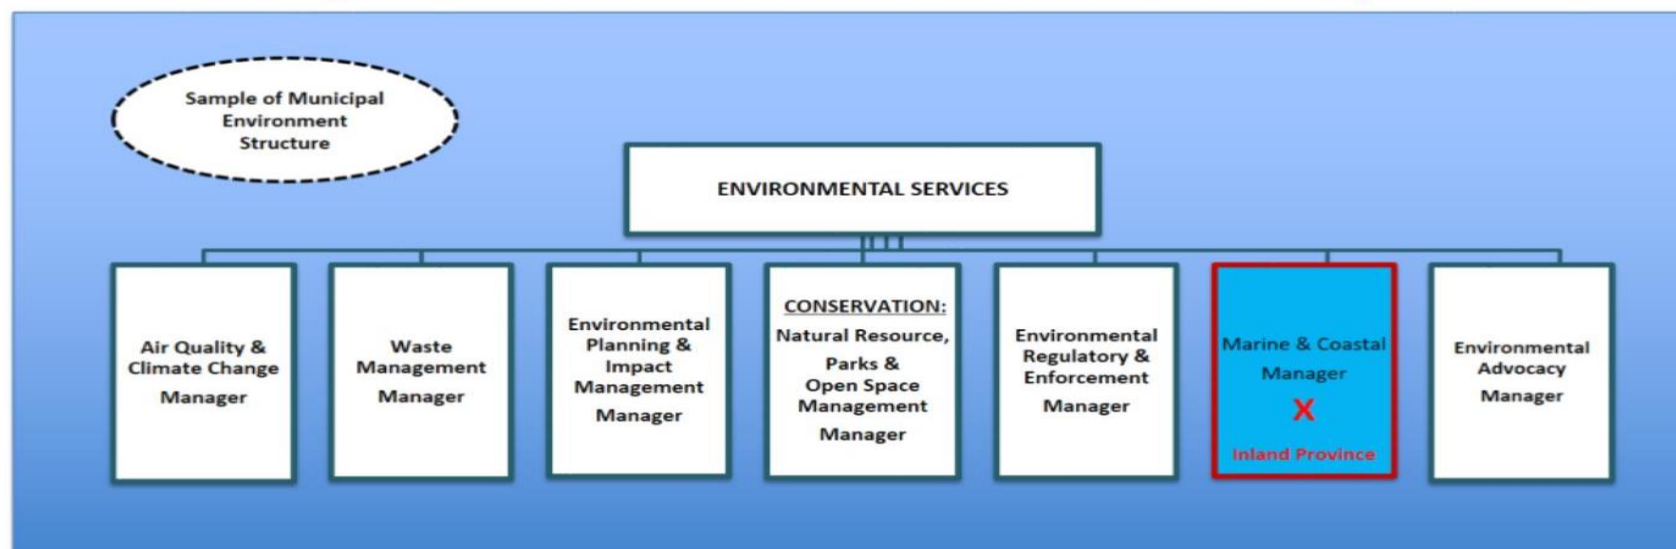 Sample of Municipal
Environment
Structure
ENVIRONMENTAL SERVICES
Air Quality &
Climate Change
Manager
Waste
Management
Manager
Environmental
Planning &
Impact
Management
Manager
CONSERVATION:
Natural Resource,
Parks &
Open Space
Management
Manager
Environmental
Regulatory &
Enforcement
Manager
Marine & Coastal
Manager
X
Inland Province
Environmental
Advocacy
Manager